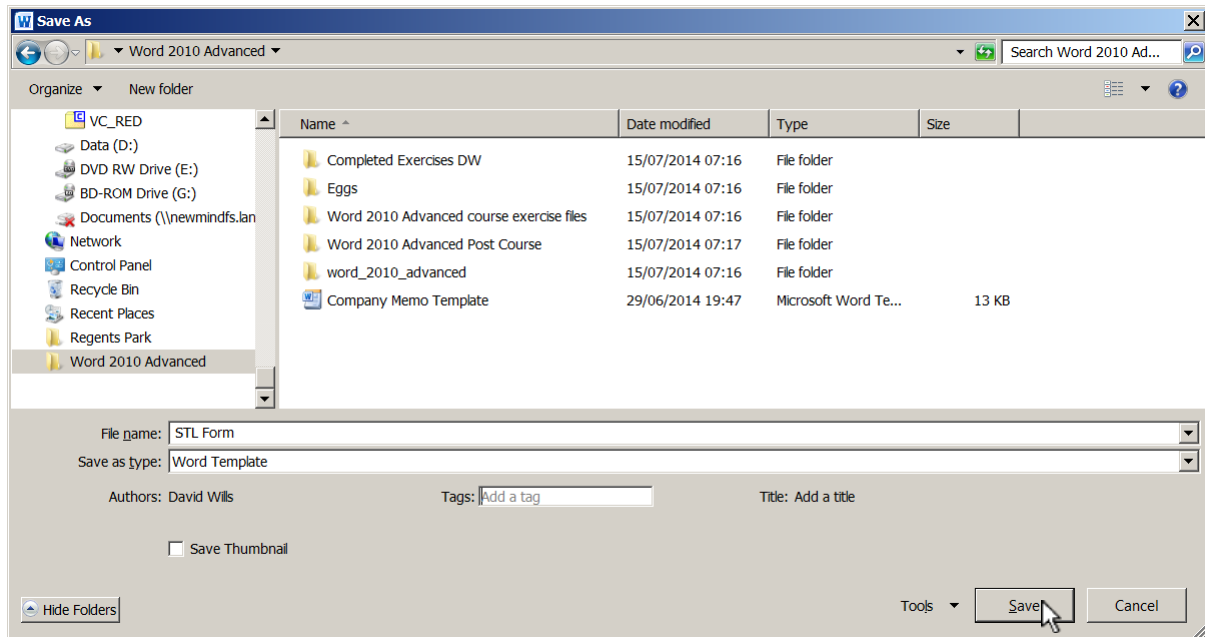 Save As
Word 2010 Advanced
Search Word 2010 Ad...
Organize
New folder
VC_RED
Data (D:)
DVD RW Drive (E:)
BD-ROM Drive (G:)
Documents (\\newmindfs.lan
Network
Control Panel
Recycle Bin
Recent Places
Regents Park
Word 2010 Advanced
Name Date modified Type Size
Completed Exercises DW 15/07/2014 07:16 File folder
Eggs 15/07/2014 07:16 File folder
Word 2010 Advanced course exercise files 15/07/2014 07:16 File folder
Word 2010 Advanced Post Course 15/07/2014 07:17 File folder
word_2010_advanced 15/07/2014 07:16 File folder
Company Memo Template 29/06/2014 19:47 Microsoft Word Te... 13 KB
File name: STL Form
Save as type: Word Template
Authors: David Wills Tags: Add a tag Title: Add a title
Save Thumbnail
Hide Folders
Tools
Save
Cancel